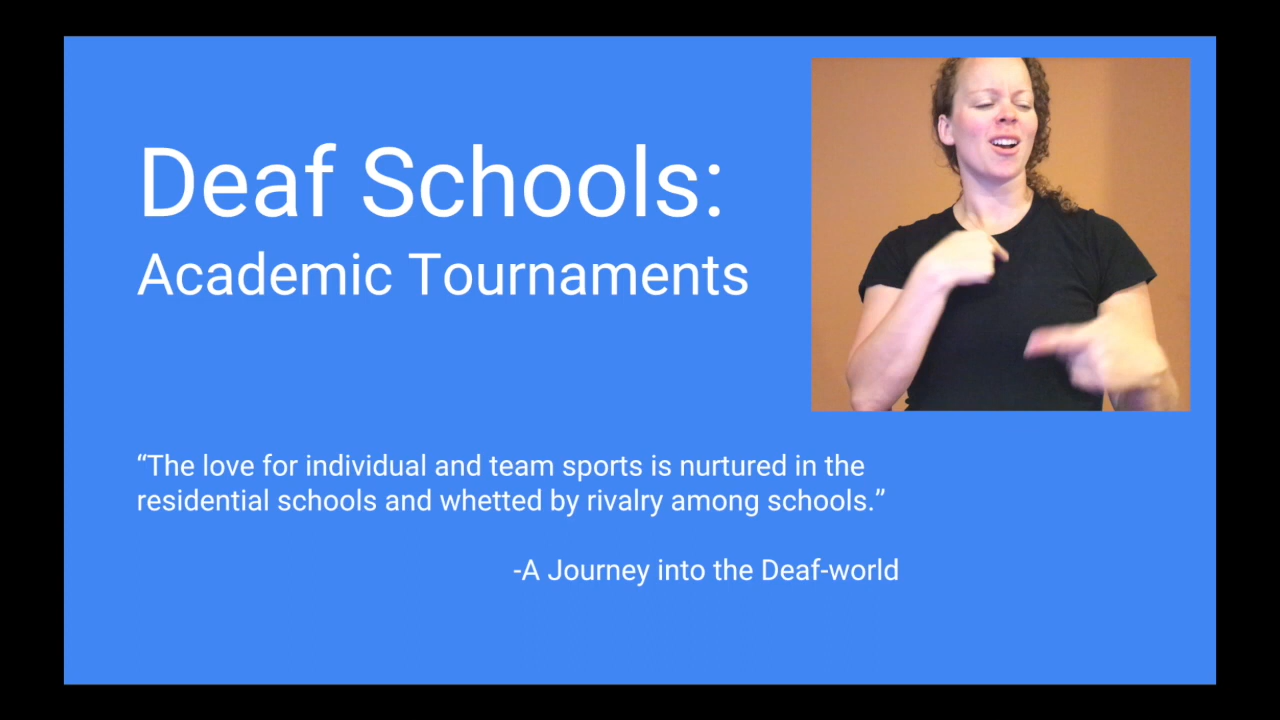 Deaf Schools:
Academic Tournaments
“The love for individual and team sports is nurtured in the
residential schools and whetted by rivalry among schools.”
-A Journey into the Deaf-world